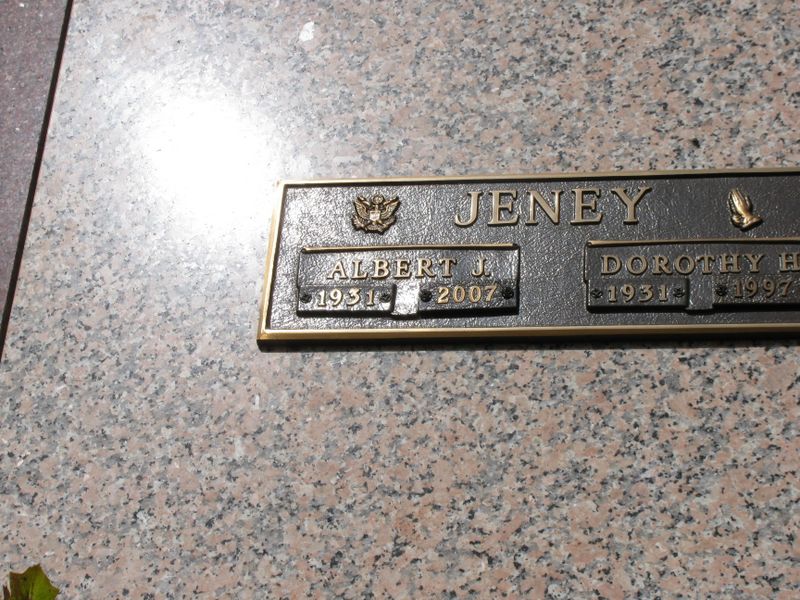 JENEY
ALBERT J.
1931 2007
DOROTHY H
1931 1997